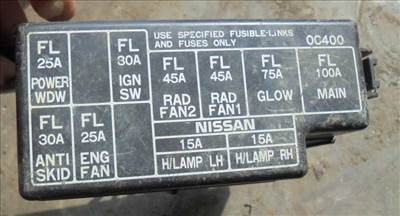 USE SPECIFIED FUSIBLE-LINKS
AND FUSES ONLY
0C400
FL
25A
POWER
WDW
FL
30A
IGN
SW
FL
45A
RAD
FAN2
FL
45A
RAD
FAN1
FL
75A
GLOW
FL
100A
MAIN
FL
30A
ANTI
SKID
FL
25A
ENG
FAN
NISSAN
15A
H/LAMP LH
15A
H/LAMP RH